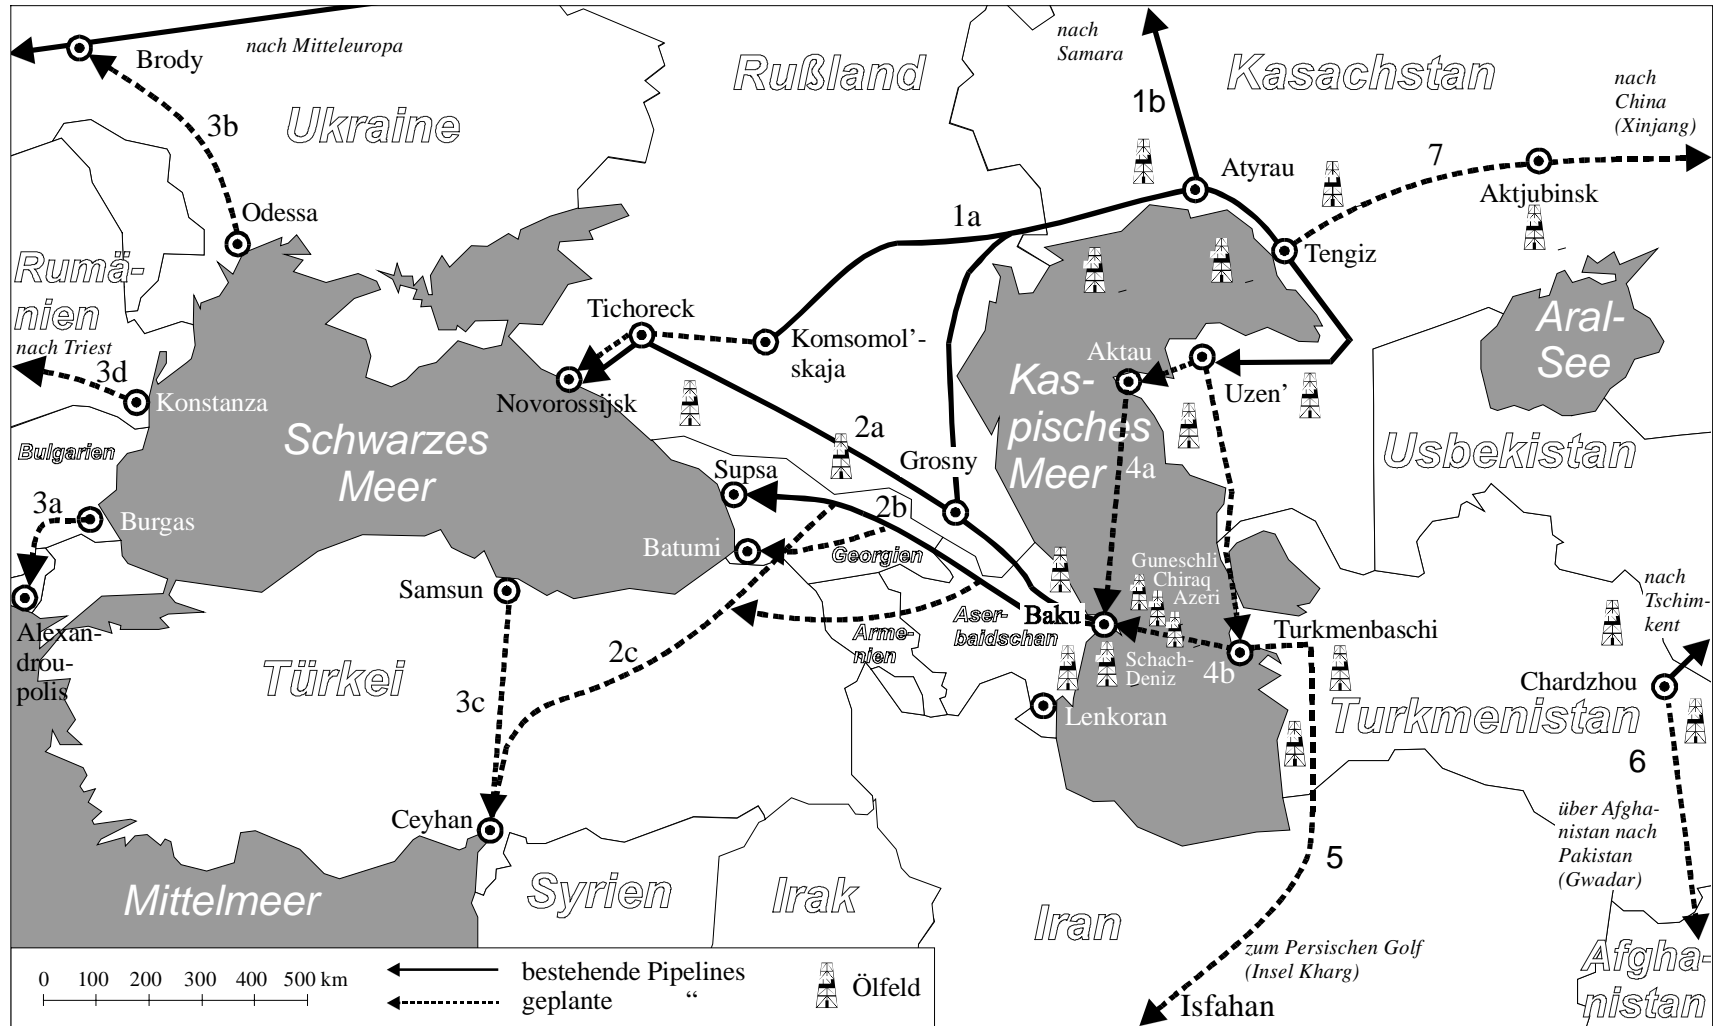 Brody
nach Mitteleuropa
3b
Ukraine
Rußland
nach
Samara
1b
Kasachstan
nach
China
(Xinjang)
7
Atyrau
Aktjubinsk
Odessa
1a
Tengiz
Rumä-
nien
nach Triest
3d
Konstanza
Tichoreck
Komsomol’-
skaja
Novorossijsk
Aktau
Uzen’
Aral-
See
Kas-
pisches
Meer
4a
Schwarzes
Meer
2a
Grosny
Usbekistan
Bulgarien
3a
Burgas
Supsa
2b
Batumi
Georgien
Samsun
Guneschli
Chiraq
Azeri
nach
Tschim-
kent
Alexan-
drou-
polis
Türkei
2c
3c
Arme-
nien
Aser-
baidschan
Baku
Turkmenbaschi
Schach-
Deniz
4b
Lenkoran
Chardzhou
Turkmenistan
6
Ceyhan
5
über Afgha-
nistan nach
Pakistan
(Gwadar)
Mittelmeer
Syrien
Irak
Iran
zum Persischen Golf
(Insel Kharg)
Isfahan
Afgha-
nistan
0 100 200 300 500 km
bestehende Pipelines
geplante “
Ölfeld